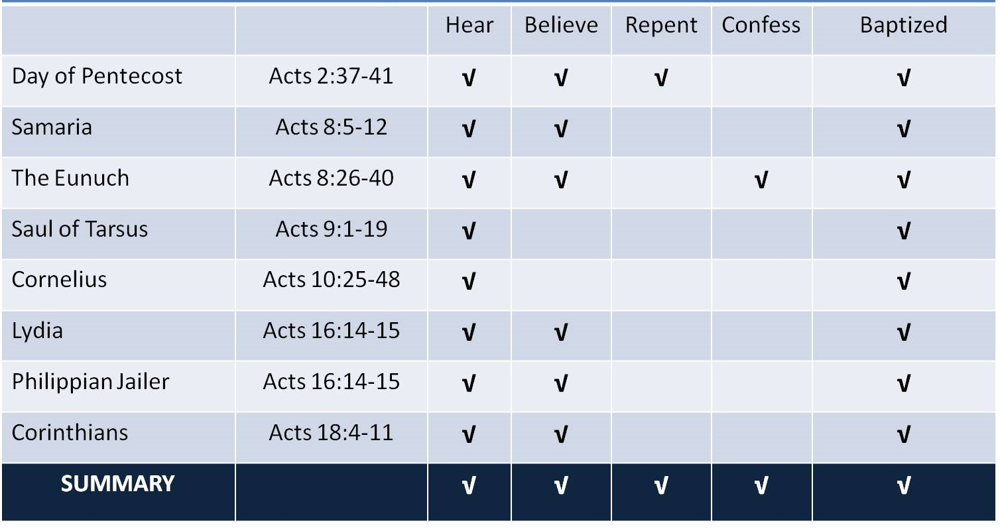 Hear Believe Repent Confess Baptized
Day of Pentecost Acts 2:37-41 √ √ √ √
Samaria Acts 8:5-12 √ √ √
The Eunuch Acts 8:26-40 √ √ √ √
Saul of Tarsus Acts 9:1-19 √ √
Cornelius Acts 10:25-48 √ √
Lydia Acts 16:14-15 √ √ √
Philippian Jailer Acts 16:14-15 √ √ √
Corinthians Acts 18:4-11 √ √ √
SUMMARY √ √ √ √ √